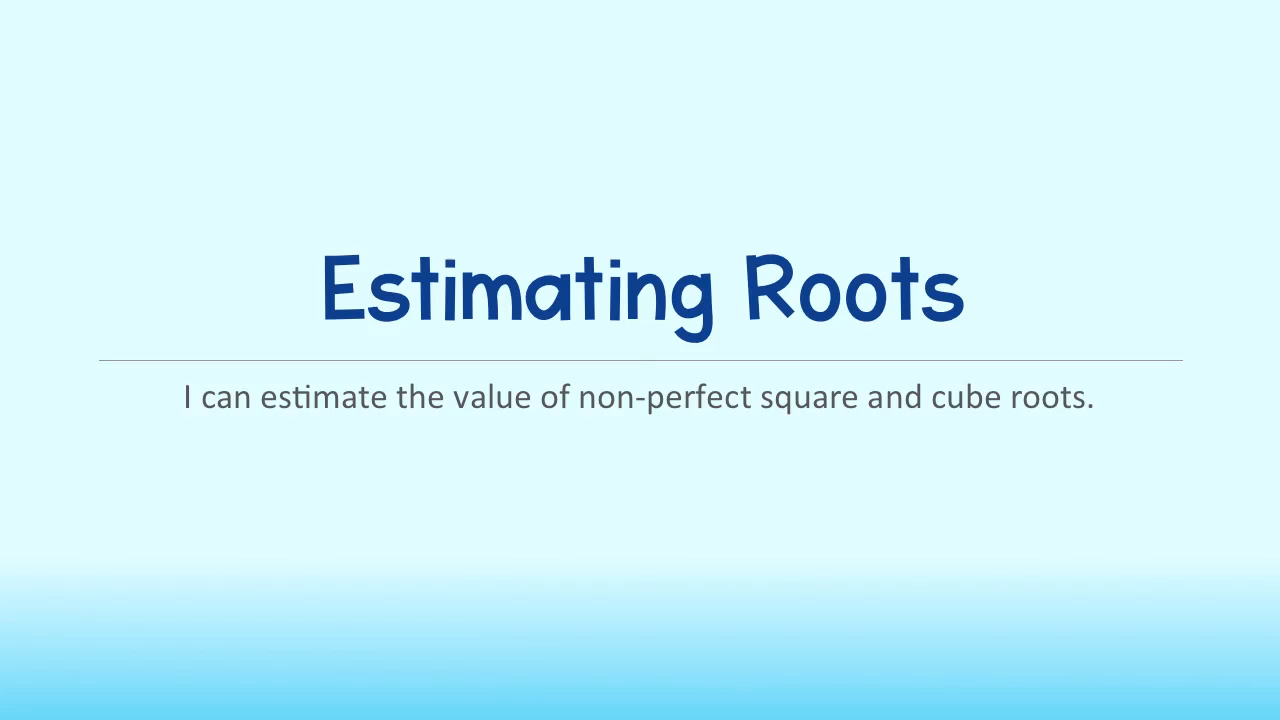 Estimating Roots
I can estimate the value of non-perfect square and cube roots.